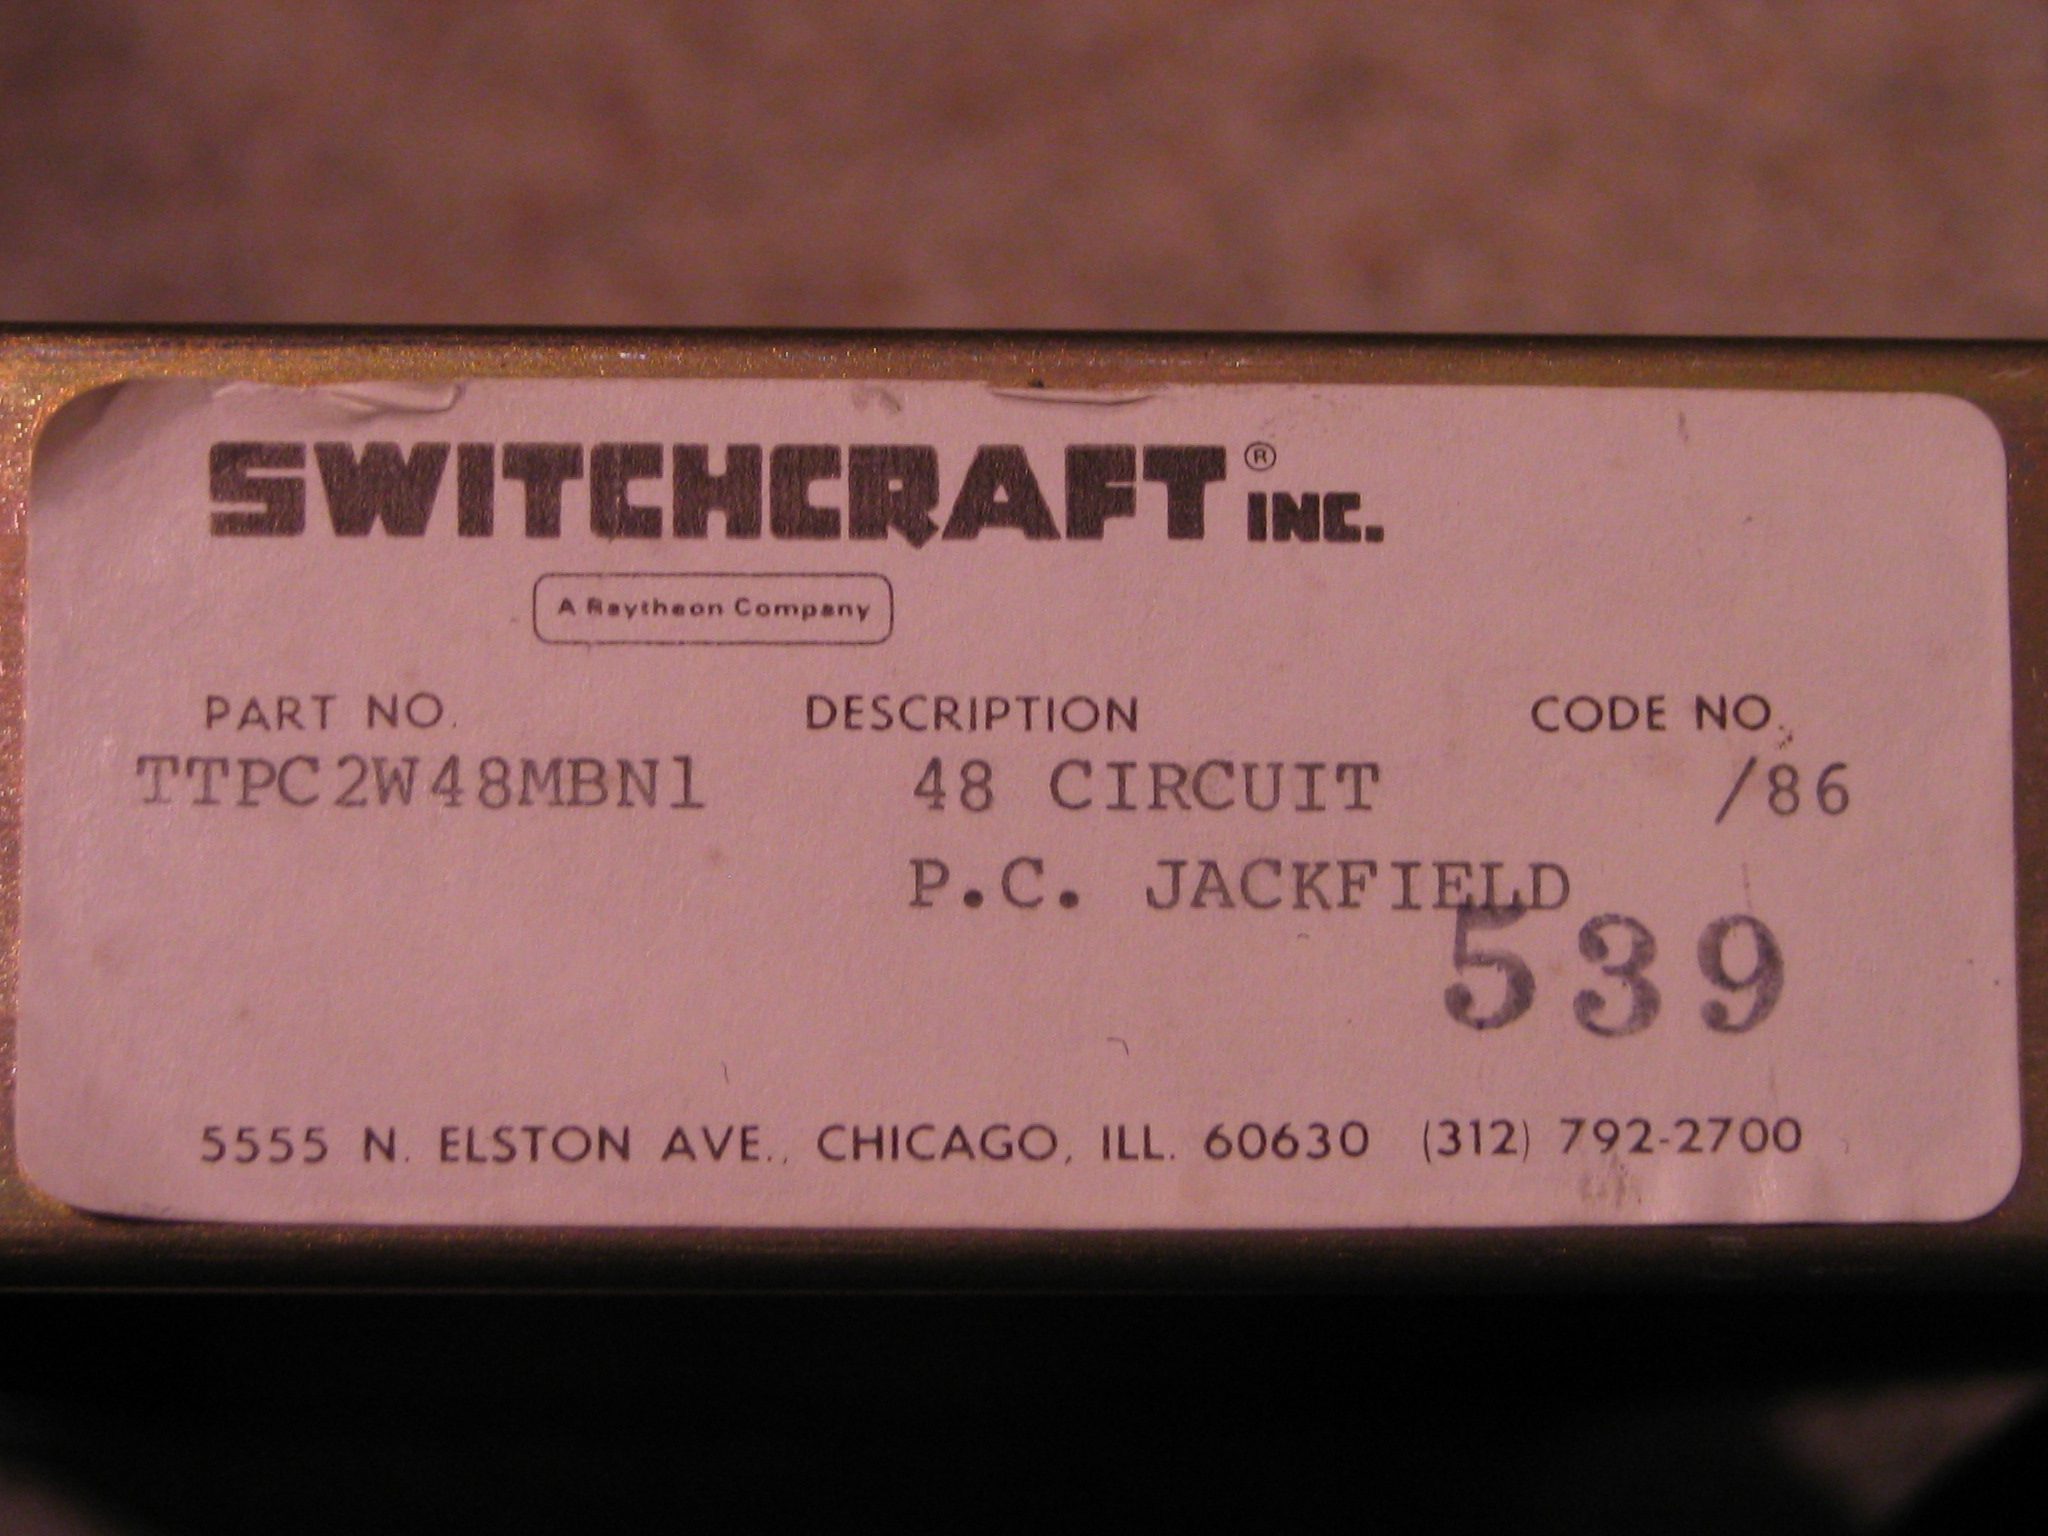 SWITCHCRAFT® INC.
A Raytheon Company
PART NO. DESCRIPTION CODE NO.
TTPC2W48MBN1 48 CIRCUIT /86
P.C. JACKFIELD
539
5555 N. ELSTON AVE., CHICAGO, ILL. 60630 (312) 792-2700